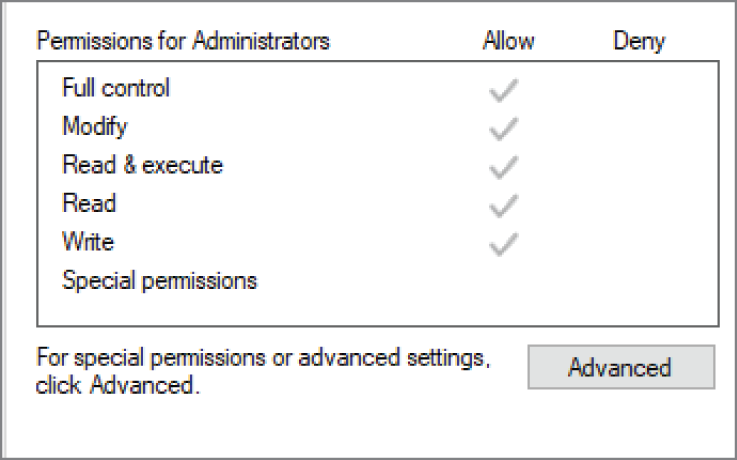 Permissions for Administrators Allow Deny
Full control
Modify
Read & execute
Read
Write
Special permissions
For special permissions or advanced settings,
click Advanced.
Advanced